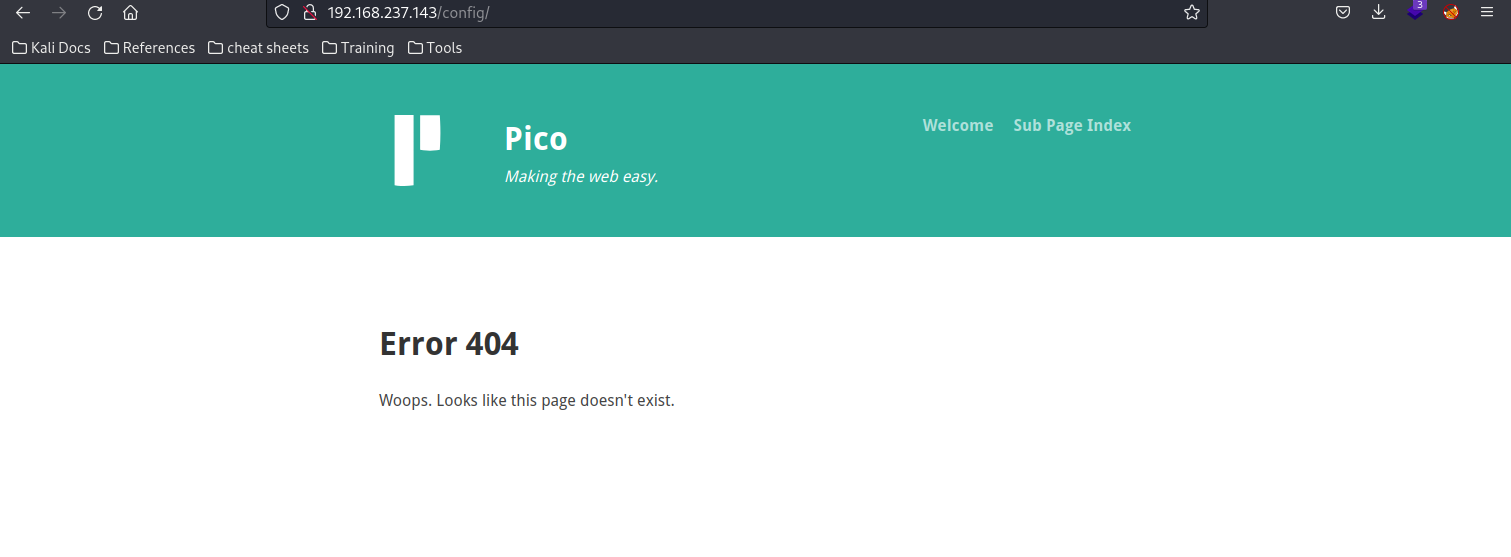 192.168.237.143/config/
3
Kali Docs References cheat sheets Training Tools
Pico
Making the web easy.
Welcome Sub Page Index
Error 404
Woops. Looks like this page doesn't exist.